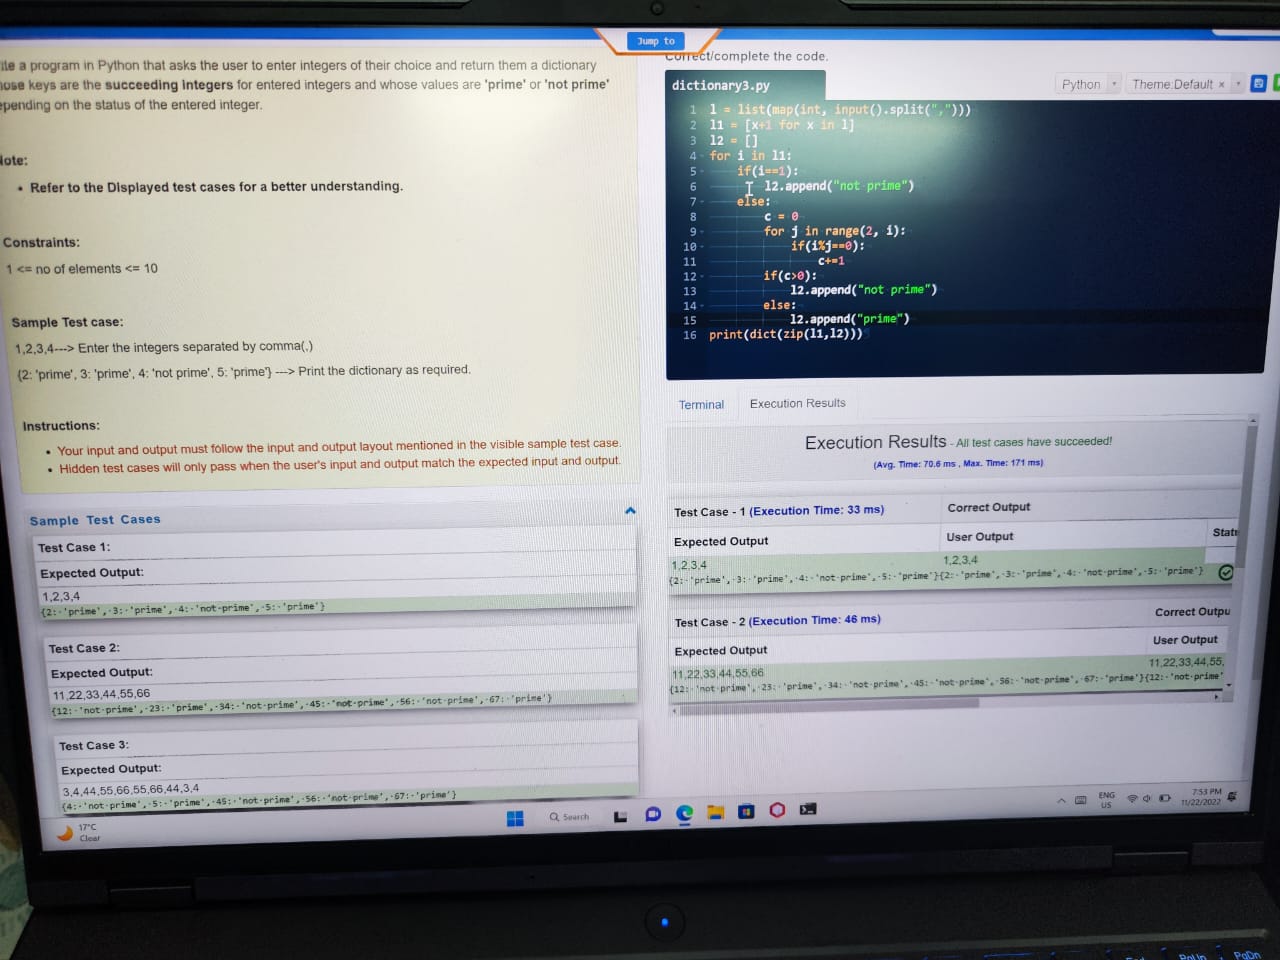 Jump to
ite a program in Python that asks the user to enter integers of their choice and return them a dictionary
hose keys are the succeeding integers for entered integers and whose values are 'prime' or 'not prime'
epending on the status of the entered integer.
Note:
• Refer to the Displayed test cases for a better understanding.
Constraints:
1 <= no of elements <= 10
Sample Test case:
1,2,3,4---> Enter the integers separated by comma(,)
{2: 'prime', 3: 'prime', 4: 'not prime', 5: 'prime'} ---> Print the dictionary as required.
Instructions:
• Your input and output must follow the input and output layout mentioned in the visible sample test case.
• Hidden test cases will only pass when the user's input and output match the expected input and output.
Sample Test Cases
Test Case 1:
Expected Output:
1,2,3,4
{2:·'prime',·3:·'prime',·4:·'not·prime',·5:·'prime'}
Test Case 2:
Expected Output:
11,22,33,44,55,66
{12:·'not·prime',·23:·'prime',·34:·'not·prime',·45:·'not·prime',·56:·'not·prime',·67:·'prime'}
Test Case 3:
Expected Output:
3,4,44,55,66,55,66,44,3,4
{4:·'not·prime',·5:·'prime',·45:·'not·prime',·56:·'not·prime',·67:·'prime'}
Correct/complete the code.
dictionary3.py
Python
Theme:Default ×
1 l = list(map(int, input().split(",")))
2 l1 = [x+1 for x in l]
3 l2 = []
4 for i in l1:
5 if(i==1):
6 l2.append("not prime")
7 else:
8 c = 0
9 for j in range(2, i):
10 if(i%j==0):
11 c+=1
12 if(c>0):
13 l2.append("not prime")
14 else:
15 l2.append("prime")
16 print(dict(zip(l1,l2)))
Terminal Execution Results
Execution Results - All test cases have succeeded!
(Avg. Time: 70.6 ms , Max. Time: 171 ms)
Test Case - 1 (Execution Time: 33 ms) Correct Output
Expected Output User Output Stat
1,2,3,4 1,2,3,4
{2:·'prime',·3:·'prime',·4:·'not·prime',·5:·'prime'}{2:·'prime',·3:·'prime',·4:·'not·prime',·5:·'prime'}
Test Case - 2 (Execution Time: 46 ms) Correct Outpu
Expected Output User Output
11,22,33,44,55,66 11,22,33,44,55,
{12:·'not·prime',·23:·'prime',·34:·'not·prime',·45:·'not·prime',·56:·'not·prime',·67:·'prime'}{12:·'not·prime'
17°C
Clear
Search
ENG
US
7:53 PM
11/22/2022
PgUp PgDn